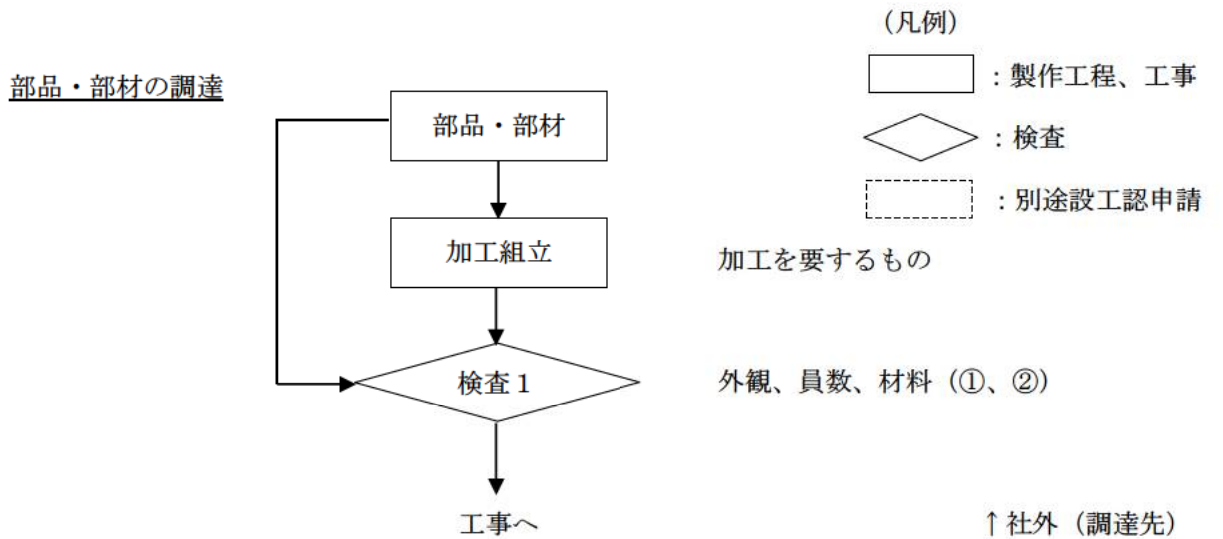 (凡例)
：製作工程、工事
部品・部材の調達
部品・部材
：検査
：別途設工認申請
加工組立
加工を要するもの
検査１
外観、員数、材料（①、②）
工事へ
↑社外（調達先）